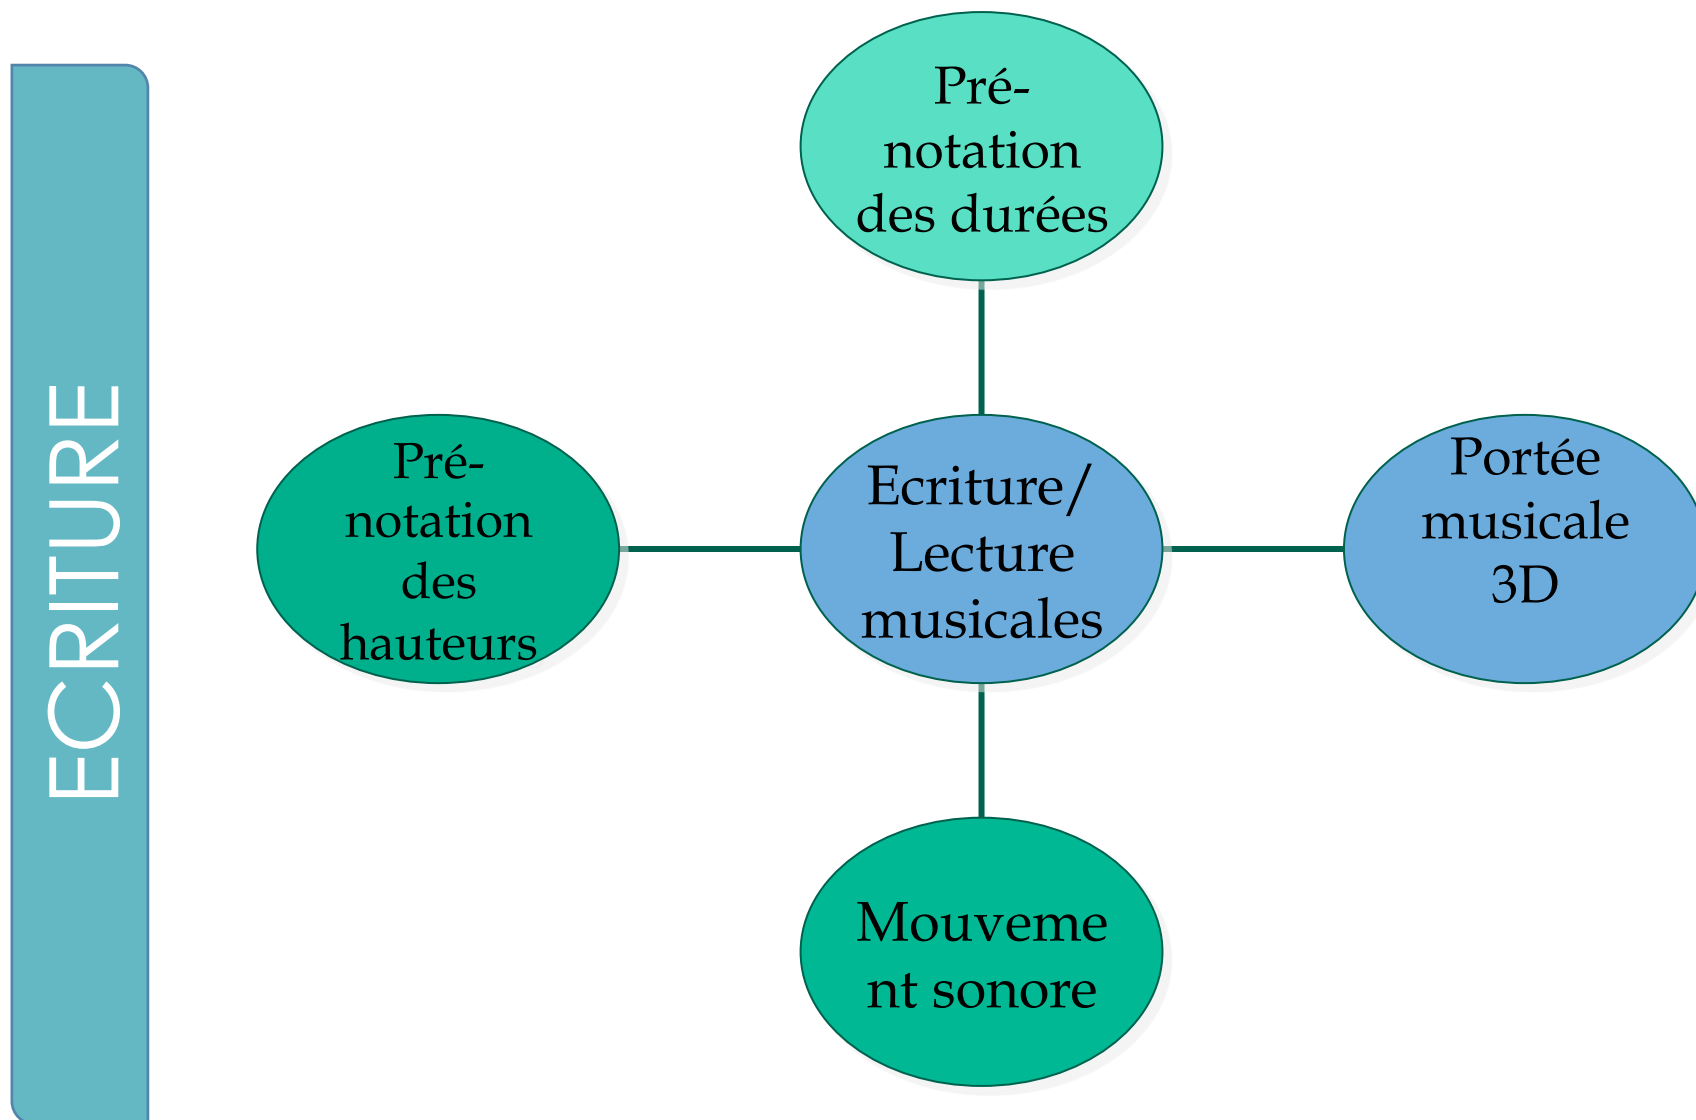 ECRITURE
Pré-
notation
des durées
Pré-
notation
des
hauteurs
Ecriture/
Lecture
musicales
Portée
musicale
3D
Mouveme
nt sonore